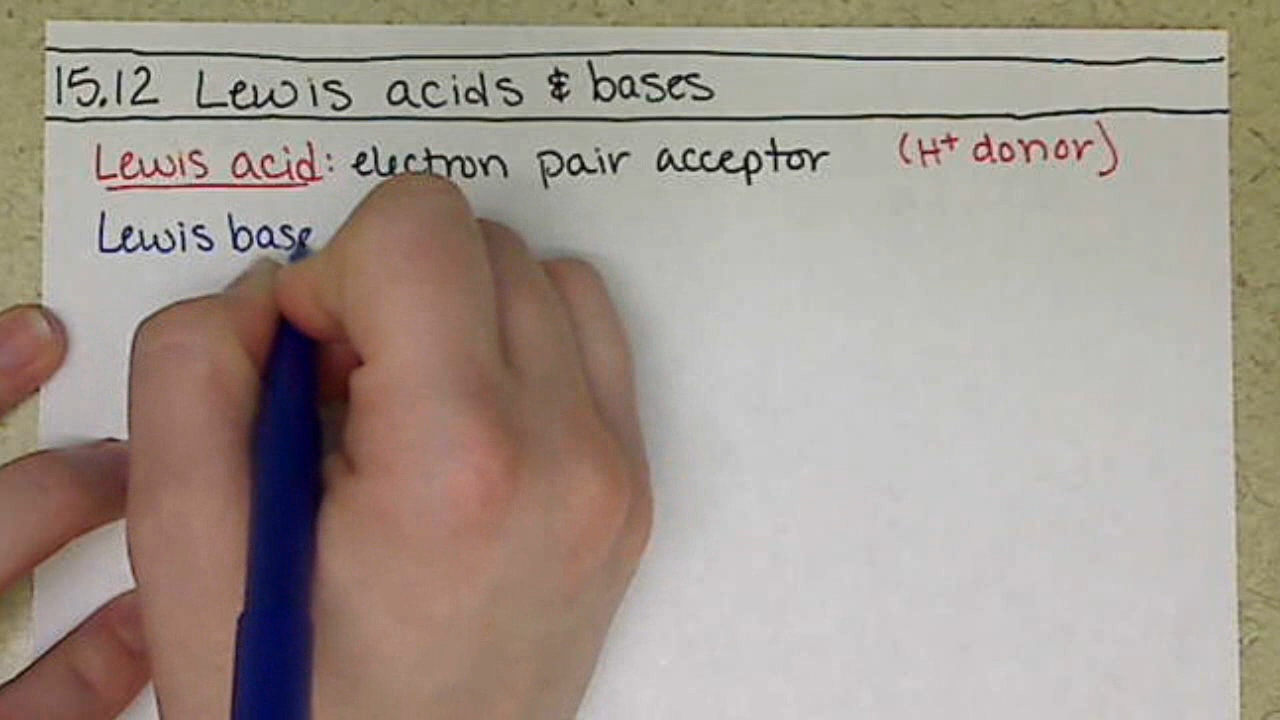 15.12 Lewis acids & bases
Lewis acid: electron pair acceptor (H⁺ donor)
Lewis base